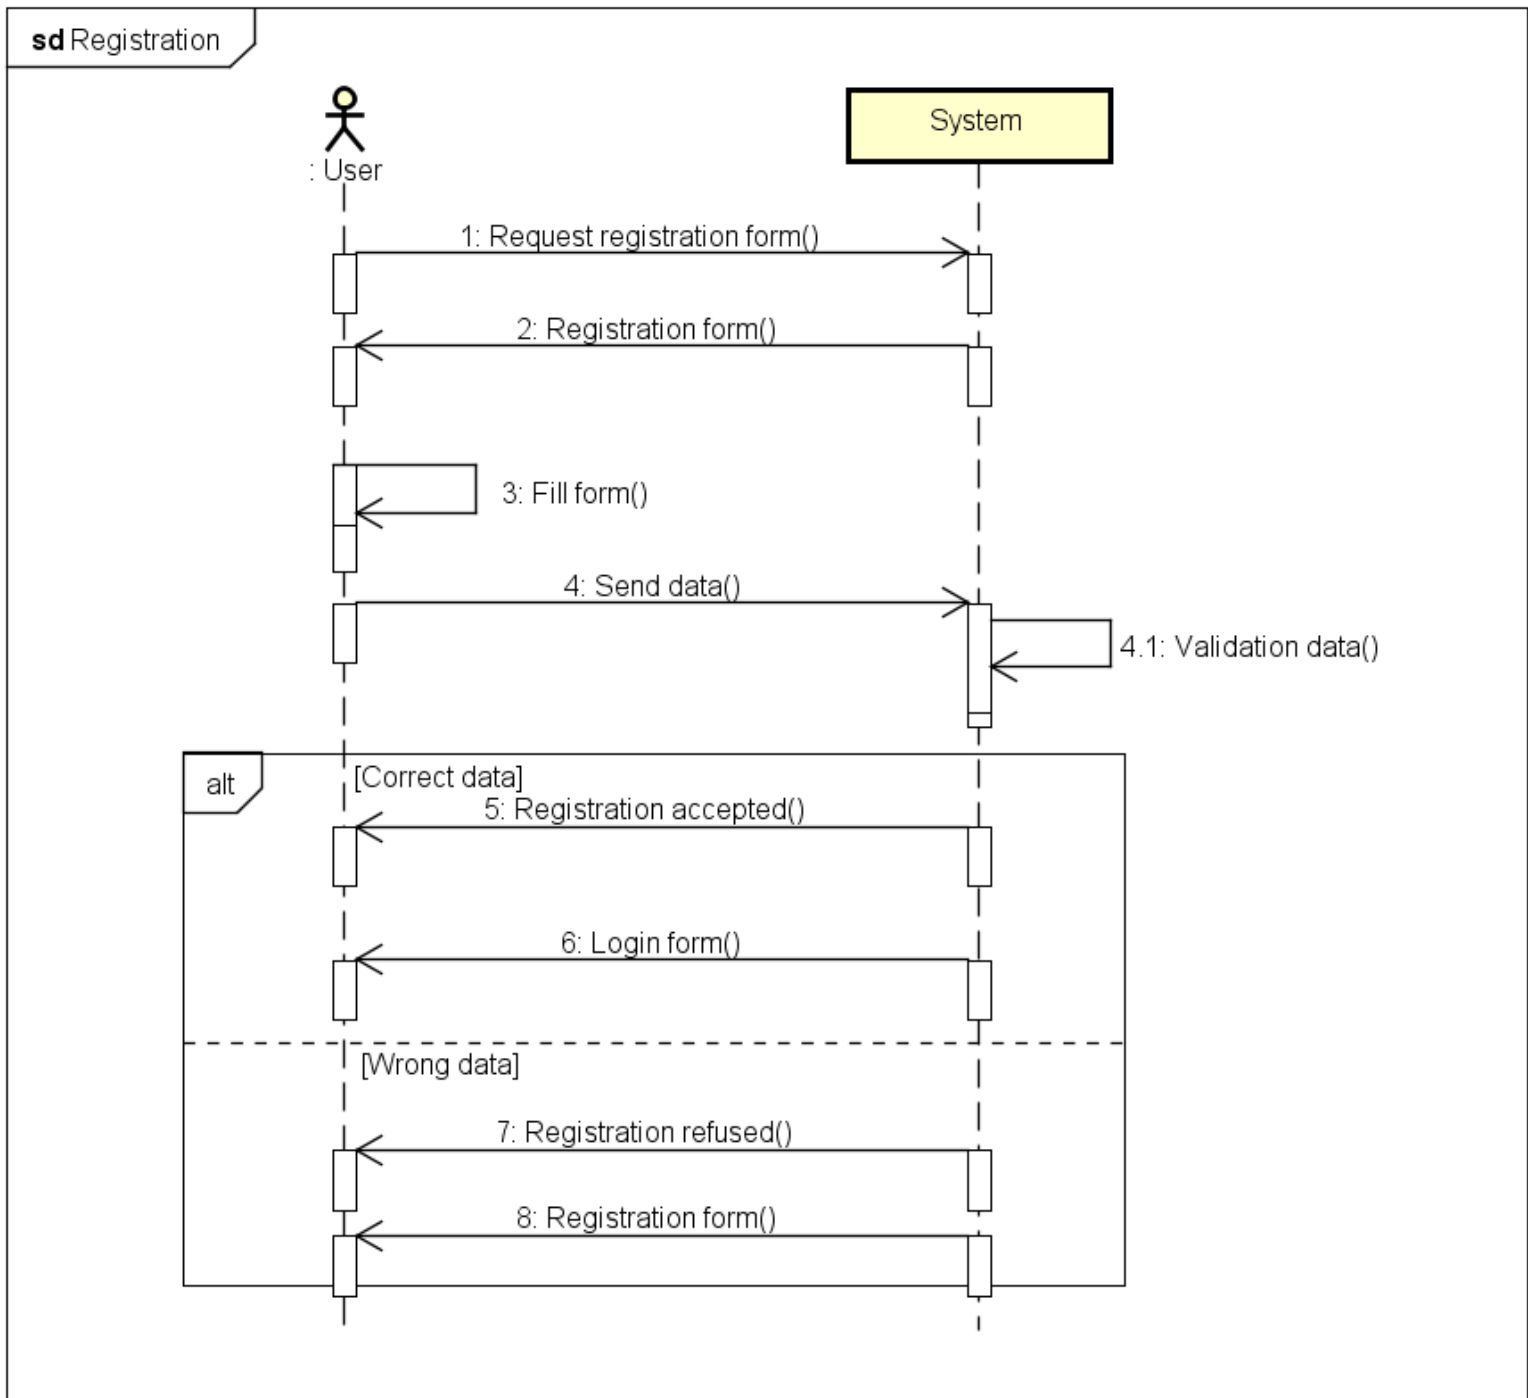 sd Registration
: User
System
1: Request registration form()
2: Registration form()
3: Fill form()
4: Send data()
4.1: Validation data()
alt
[Correct data]
5: Registration accepted()
6: Login form()
[Wrong data]
7: Registration refused()
8: Registration form()